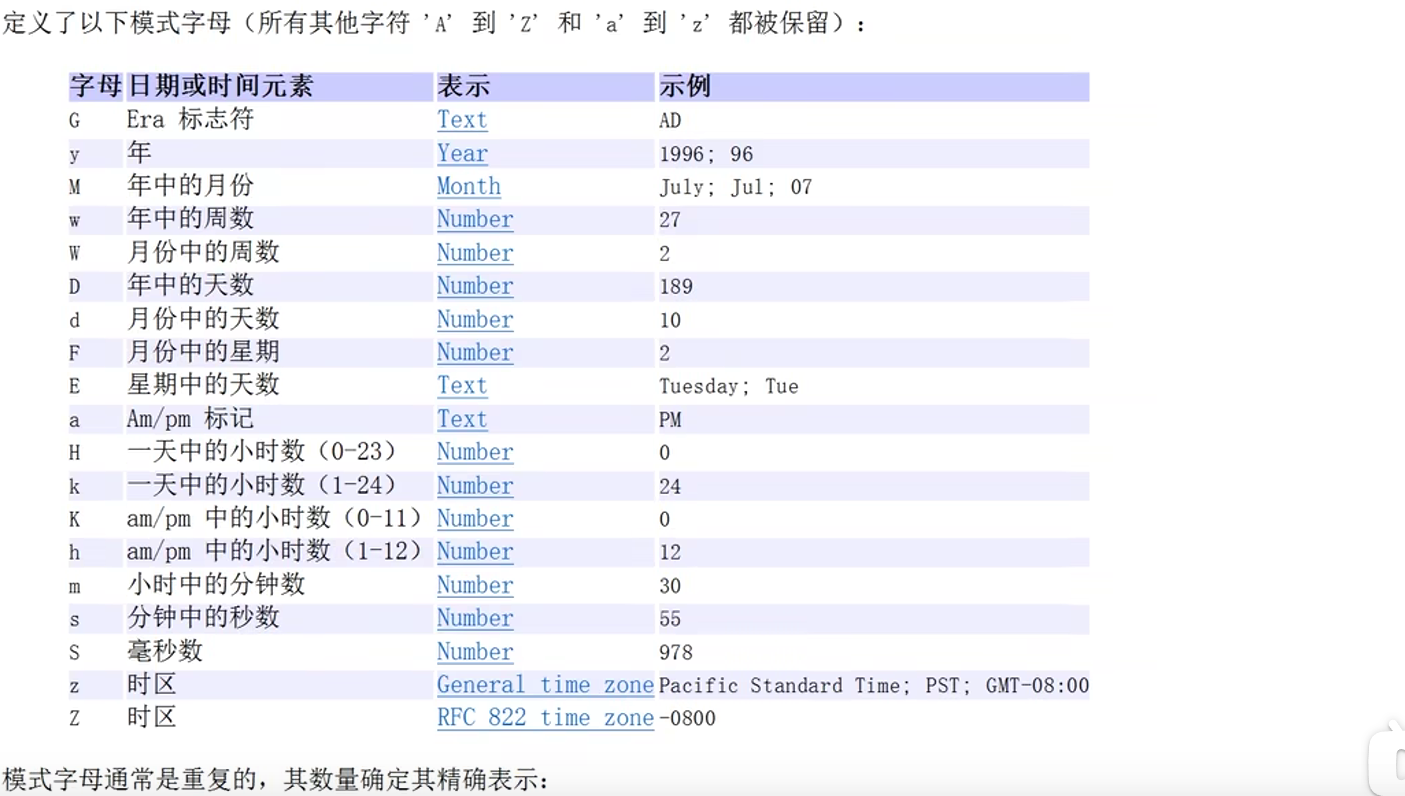 定义了以下模式字母（所有其他字符 'A' 到 'Z' 和 'a' 到 'z' 都被保留）：
字母 日期或时间元素 表示 示例
G Era 标志符 Text AD
y 年 Year 1996; 96
M 年中的月份 Month July; Jul; 07
w 年中的周数 Number 27
W 月份中的周数 Number 2
D 年中的天数 Number 189
d 月份中的天数 Number 10
F 月份中的星期 Number 2
E 星期中的天数 Text Tuesday; Tue
a Am/pm 标记 Text PM
H 一天中的小时数（0-23） Number 0
k 一天中的小时数（1-24） Number 24
K am/pm 中的小时数（0-11） Number 0
h am/pm 中的小时数（1-12） Number 12
m 小时中的分钟数 Number 30
s 分钟中的秒数 Number 55
S 毫秒数 Number 978
z 时区 General time zone Pacific Standard Time; PST; GMT-08:00
Z 时区 RFC 822 time zone -0800
模式字母通常是重复的，其数量确定其精确表示：